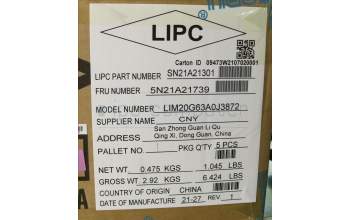 LIPC
Carton ID 09473W2107020001
LIPC PART NUMBER SN21A21301
FRU NUMBER 5N21A21739
MODEL NUMBER LIM20G63A0J3872
SUPPLIER NAME CNY
ADDRESS San Zhong Guan Li Qu
Qing Xi, Dong Guan, China
PALLET NO. PKG Q'TY 5 PCS
NET WT 0.475 KGS 1.045 LBS
GROSS WT: 2.92 KGS 6.424 LBS
COUNTRY OF ORIGIN CHINA
DATE OF MANUFACTURE 21-27 REV. 1